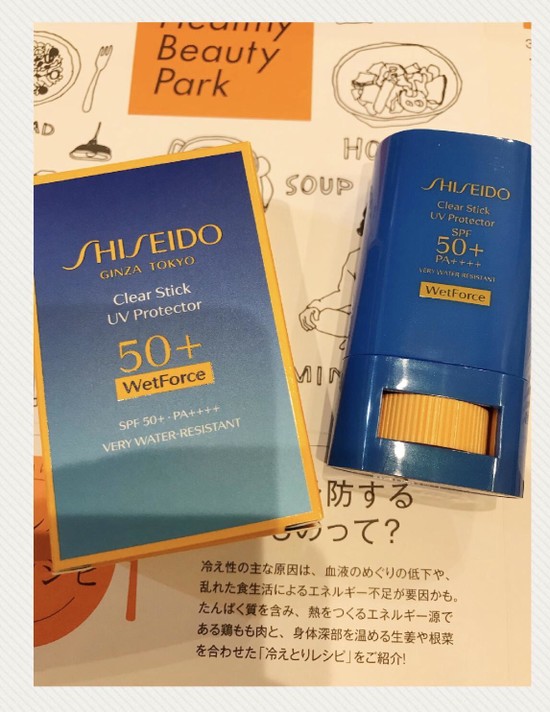 Healthy
Beauty
Park
SOUP
SHISEIDO
GINZA TOKYO
Clear Stick
UV Protector
50+
WetForce
SPF 50+・PA++++
VERY WATER-RESISTANT
SHISEIDO
Clear Stick
UV Protector
SPF
50+
PA++++
VERY WATER-RESISTANT
WetForce
防する
って?
冷え性の主な原因は、血液のめぐりの低下や、
乱れた食生活によるエネルギー不足が要因かも。
たんぱく質を含み、熱をつくるエネルギー源で
ある鶏もも肉と、身体深部を温める生姜や根菜
を合わせた「冷えとりレシピ」をご紹介!